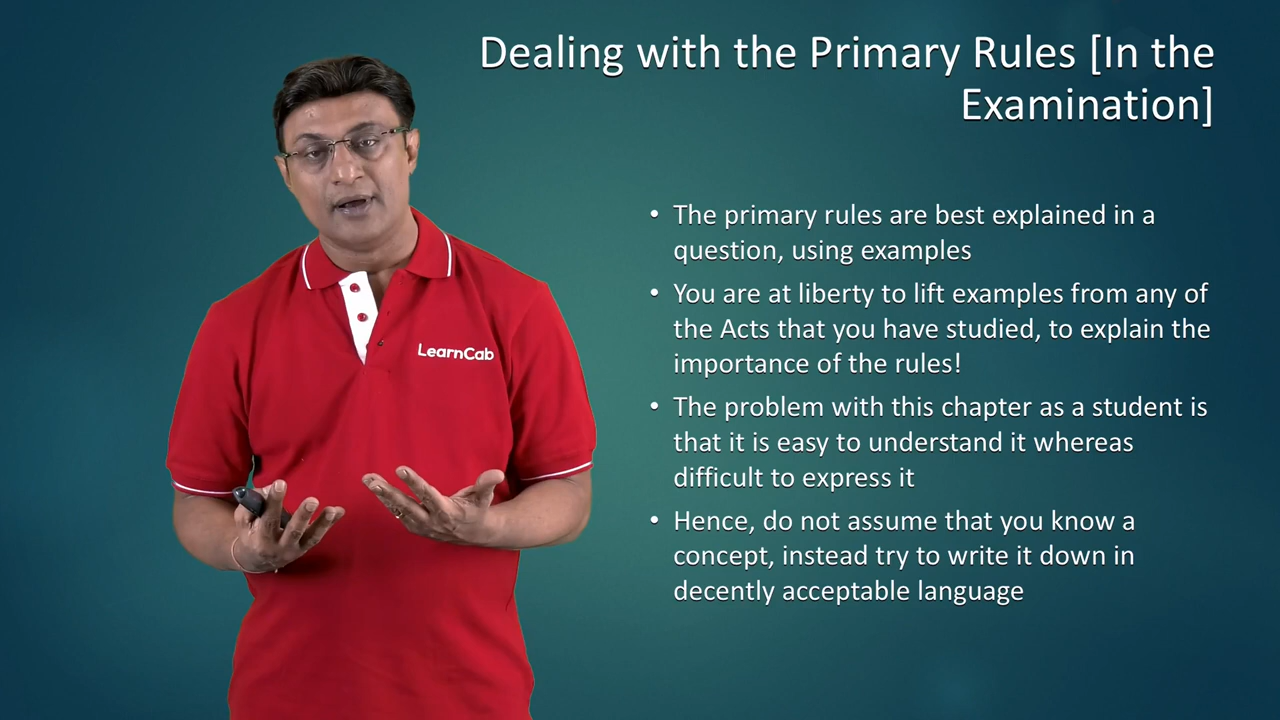 Dealing with the Primary Rules [In the
Examination]
• The primary rules are best explained in a
question, using examples
• You are at liberty to lift examples from any of
the Acts that you have studied, to explain the
importance of the rules!
• The problem with this chapter as a student is
that it is easy to understand it whereas
difficult to express it
• Hence, do not assume that you know a
concept, instead try to write it down in
decently acceptable language
LearnCab